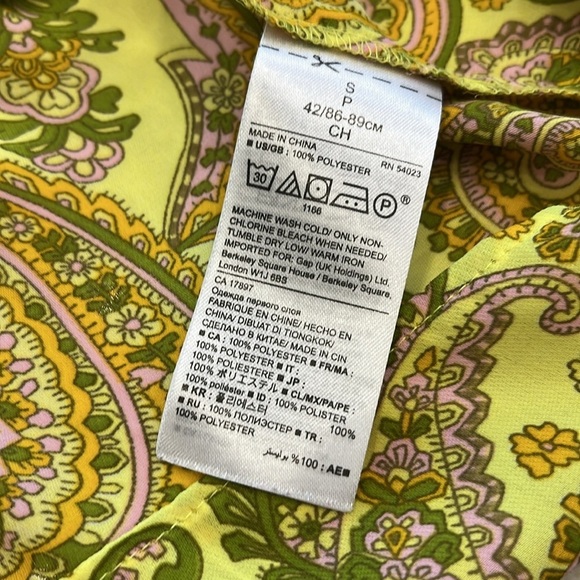 S
P
42/86-89СМ
CH
MADE IN CHINA
■ US/GB : 100% POLYESTER RN 54023
30 P ®
1166
MACHINE WASH COLD/ ONLY NON-
CHLORINE BLEACH WHEN NEEDED/
TUMBLE DRY LOW/ WARM IRON
IMPORTED FOR: Gap (UK Holdings) Ltd.
Berkeley Square House / Berkeley Square,
London W1J 6BS
CA 17897
Одежда первого слоя
FABRIQUE EN CHINE/ HECHO EN
CHINA/ DIBUAT DI TIONGKOK/
СДЕЛАНО В КИТАЕ/ MADE IN CIN
■ CA : 100% POLYESTER ■ FR/MA :
100% POLYESTER ■ IT :
100% POLIESTERE ■ JP :
100% ポリエステル ■ CL/MX/PA/PE :
100% poliéster ■ ID : 100% POLISTER
■ KR : 폴리에스터 100%
■ RU : 100% ПОЛИЭСТЕР ■ TR :
100% POLYESTER
■ AE : 100% بوليستر